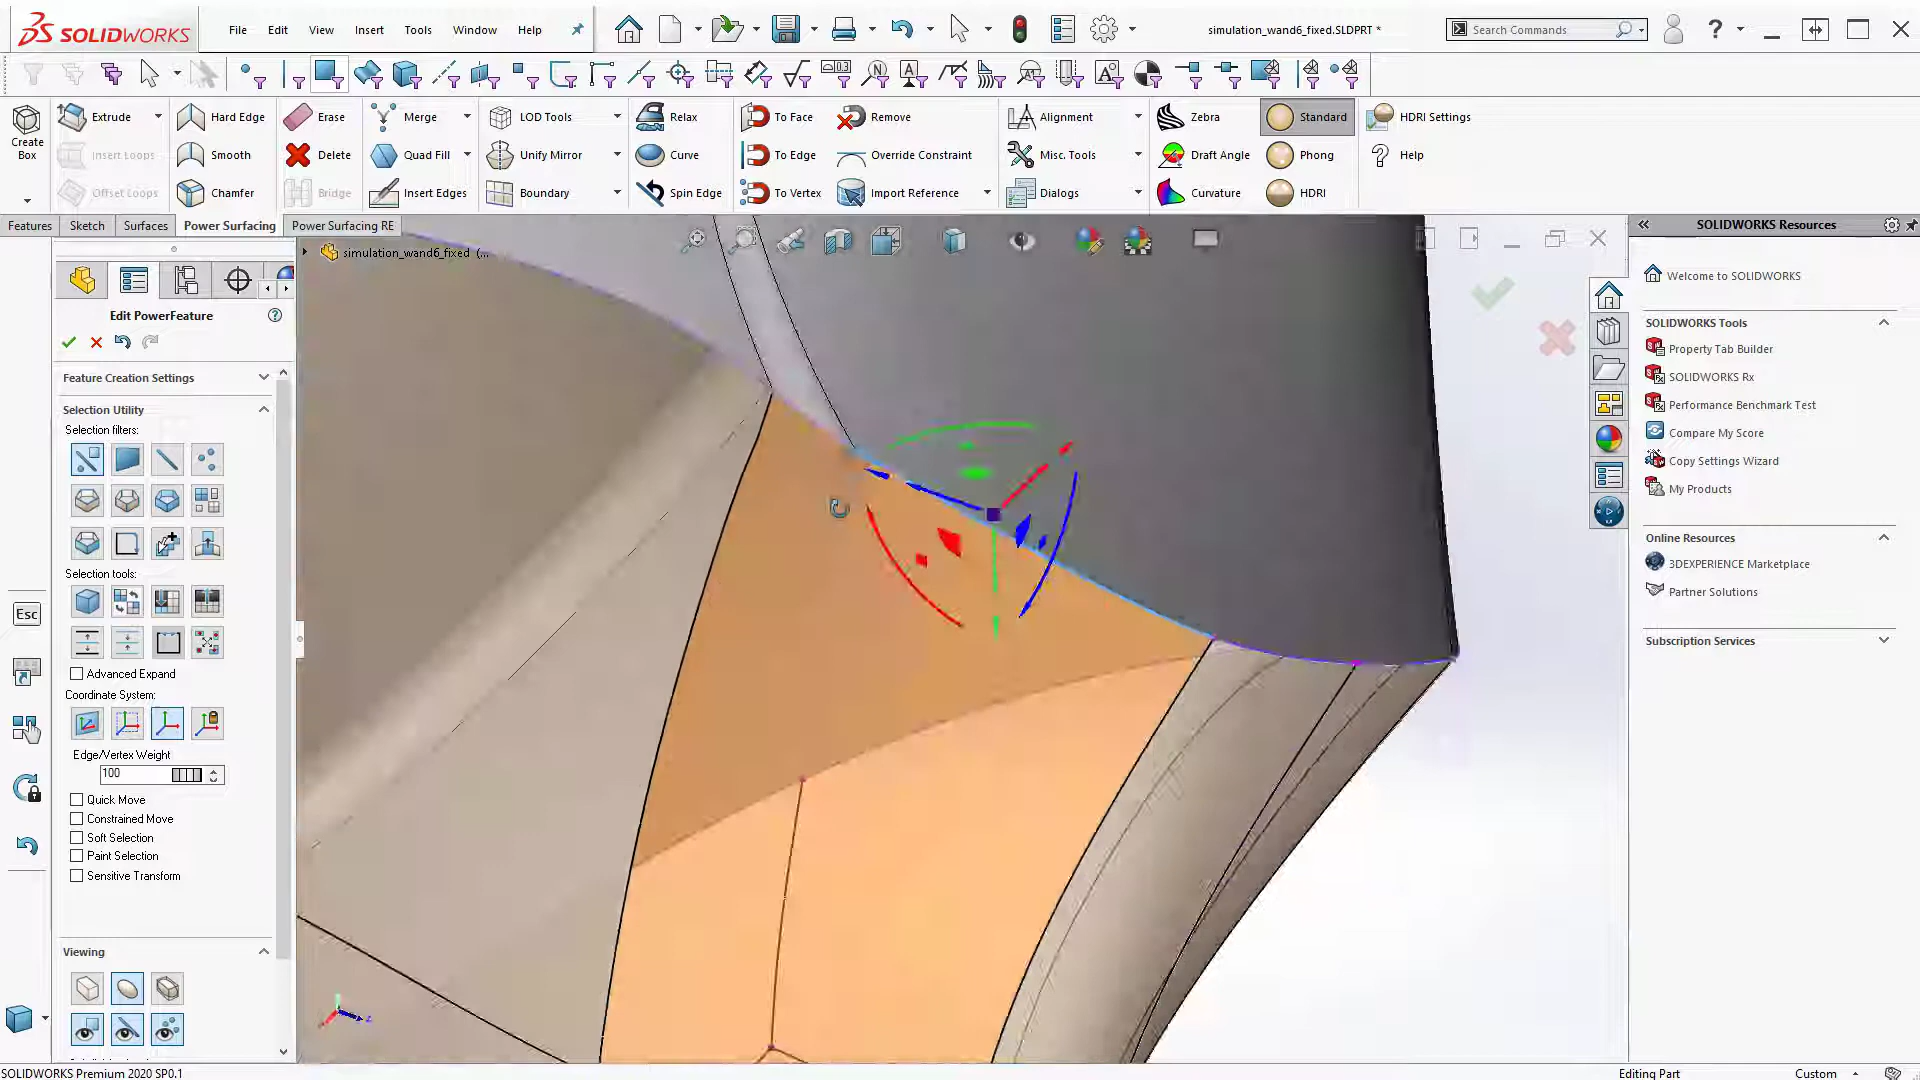 SOLIDWORKS
File Edit View Insert Tools Window Help
simulation_wand6_fixed.SLDPRT *
Search Commands
Create Box
Extrude
Insert Loops
Offset Loops
Hard Edge
Smooth
Chamfer
Erase
Delete
Bridge
Merge
Quad Fill
Insert Edges
LOD Tools
Unify Mirror
Boundary
Relax
Curve
Spin Edge
To Face
To Edge
To Vertex
Remove
Override Constraint
Import Reference
Alignment
Misc. Tools
Dialogs
Zebra
Draft Angle
Curvature
Standard
Phong
HDRI
HDRI Settings
Help
Features Sketch Surfaces Power Surfacing Power Surfacing RE
simulation_wand6_fixed (...
Edit PowerFeature
Feature Creation Settings
Selection Utility
Selection filters:
Selection tools:
Advanced Expand
Coordinate System:
Edge/Vertex Weight
100
Quick Move
Constrained Move
Soft Selection
Paint Selection
Sensitive Transform
Viewing
Esc
SOLIDWORKS Resources
Welcome to SOLIDWORKS
SOLIDWORKS Tools
Property Tab Builder
SOLIDWORKS Rx
Performance Benchmark Test
Compare My Score
Copy Settings Wizard
My Products
Online Resources
3DEXPERIENCE Marketplace
Partner Solutions
Subscription Services
SOLIDWORKS Premium 2020 SP0.1
Editing Part
Custom